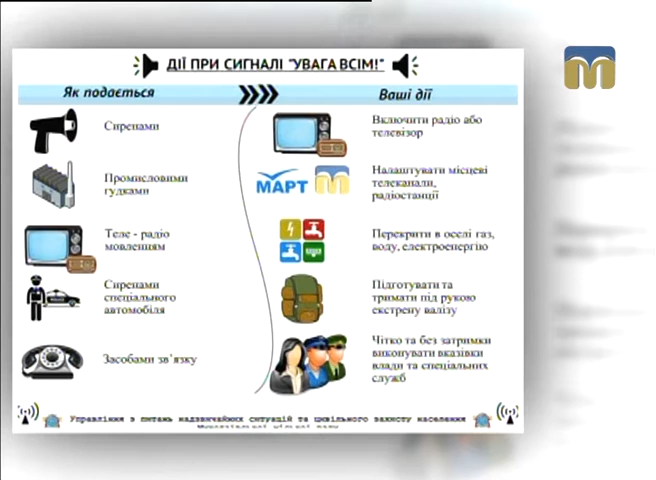 ДІЇ ПРИ СИГНАЛІ "УВАГА ВСІМ!"
Як подається
Ваші дії
Сиренами
Включити радіо або
телевізор
Промисловими
гудками
МАРТ
Налаштувати місцеві
телеканали,
радіостанції
Теле - радіо
мовленням
Перекрити в оселі газ,
воду, електроенергію
Сиренами
спеціального
автомобіля
Підготувати та
тримати під рукою
екстрену валізу
Засобами зв'язку
Чітко та без затримки
виконувати вказівки
влади та спеціальних
служб
Управління з питань надзвичайних ситуацій та цивільного захисту населення